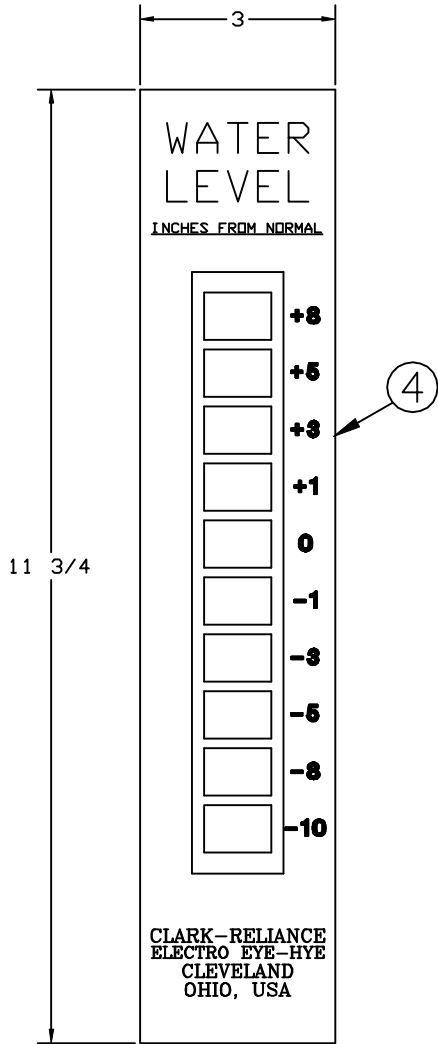 3
WATER
LEVEL
INCHES FROM NORMAL
+8
+5
4
+3
+1
0
11 3/4
-1
-3
-5
-8
-10
CLARK-RELIANCE
ELECTRO EYE-HYE
CLEVELAND
OHIO, USA